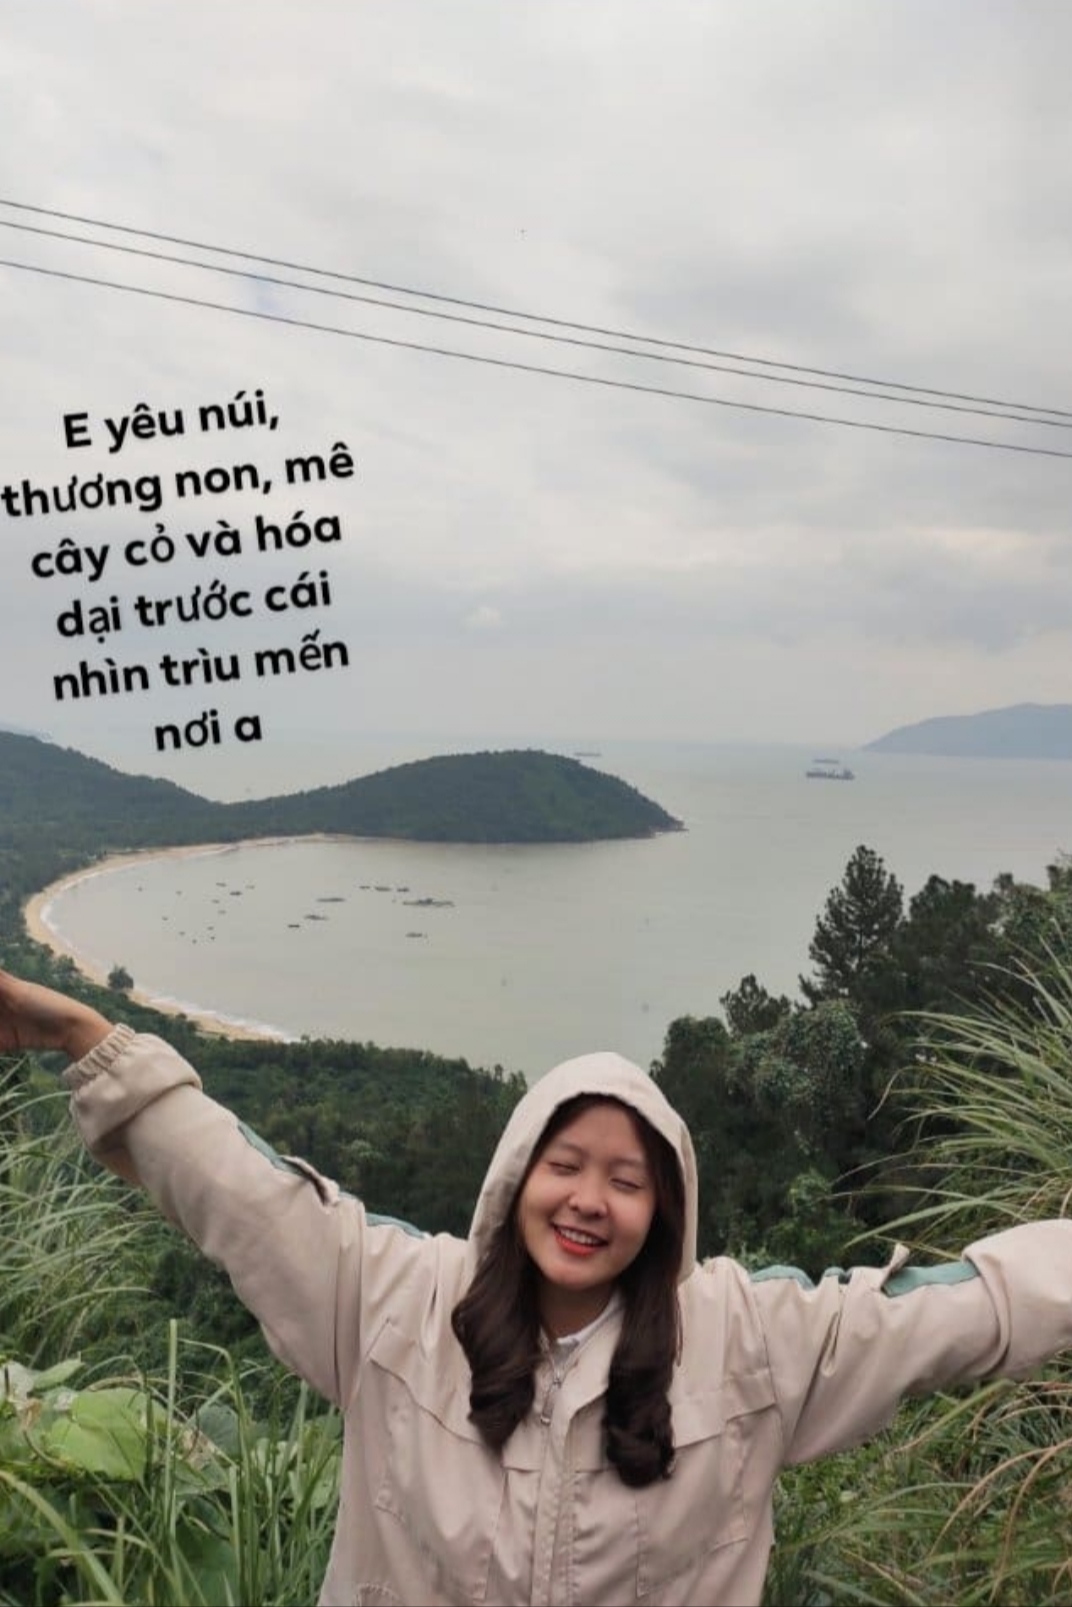 E yêu núi,
thương non, mê
cây cỏ và hóa
dại trước cái
nhìn trìu mến
nơi a